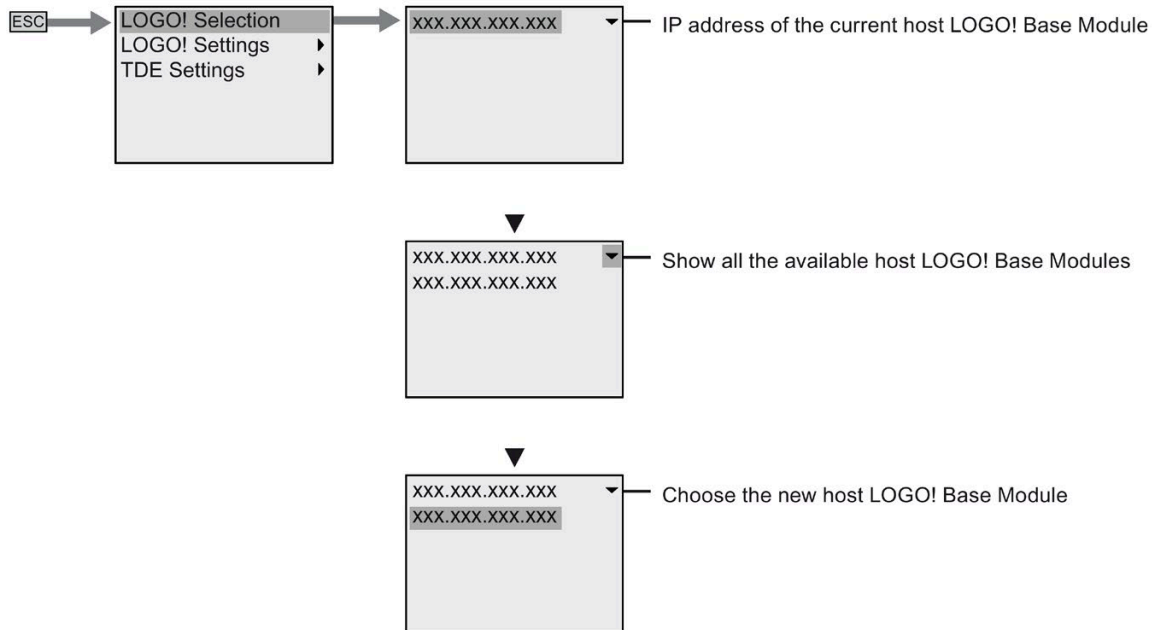 ESC
LOGO! Selection
LOGO! Settings
TDE Settings
xxx.xxx.xxx.xxx
IP address of the current host LOGO! Base Module
xxx.xxx.xxx.xxx
xxx.xxx.xxx.xxx
Show all the available host LOGO! Base Modules
xxx.xxx.xxx.xxx
xxx.xxx.xxx.xxx
Choose the new host LOGO! Base Module